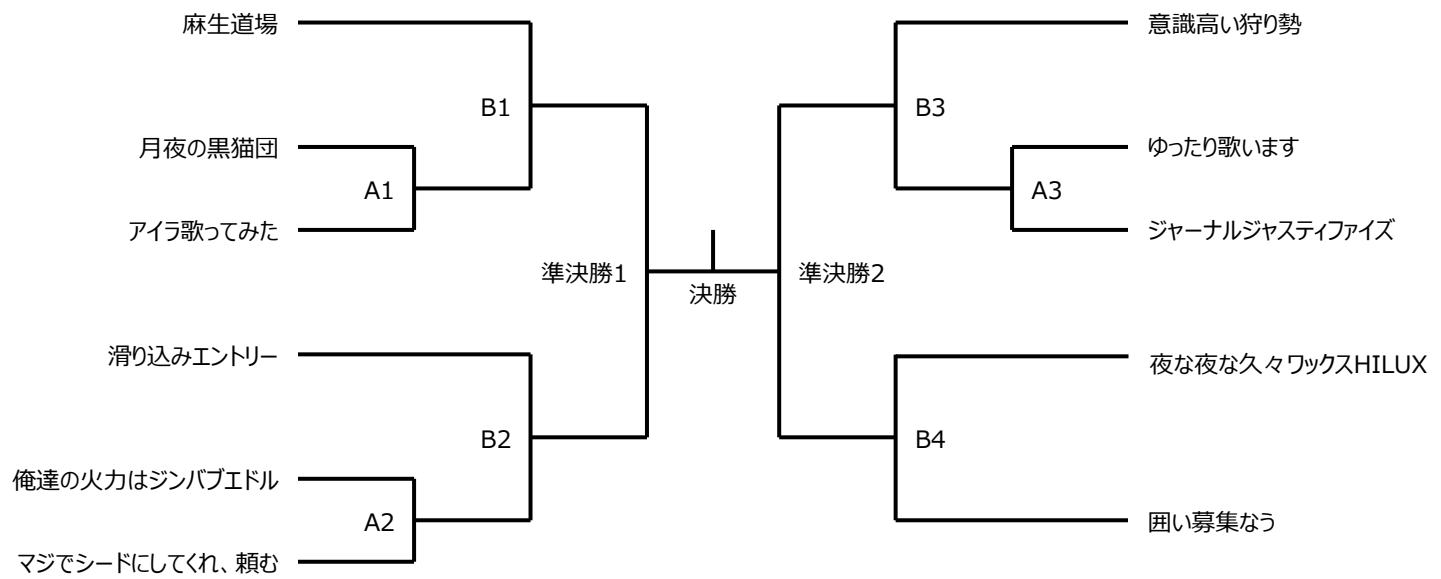 麻生道場
B1
月夜の黒猫団
A1
アイラ歌ってみた
準決勝1
滑り込みエントリー
B2
俺達の火力はジンバブエドル
A2
マジでシードにしてくれ、頼む
決勝
意識高い狩り勢
B3
ゆったり歌います
A3
ジャーナルジャスティファイズ
準決勝2
夜な夜な久々ワックスHILUX
B4
囲い募集なう